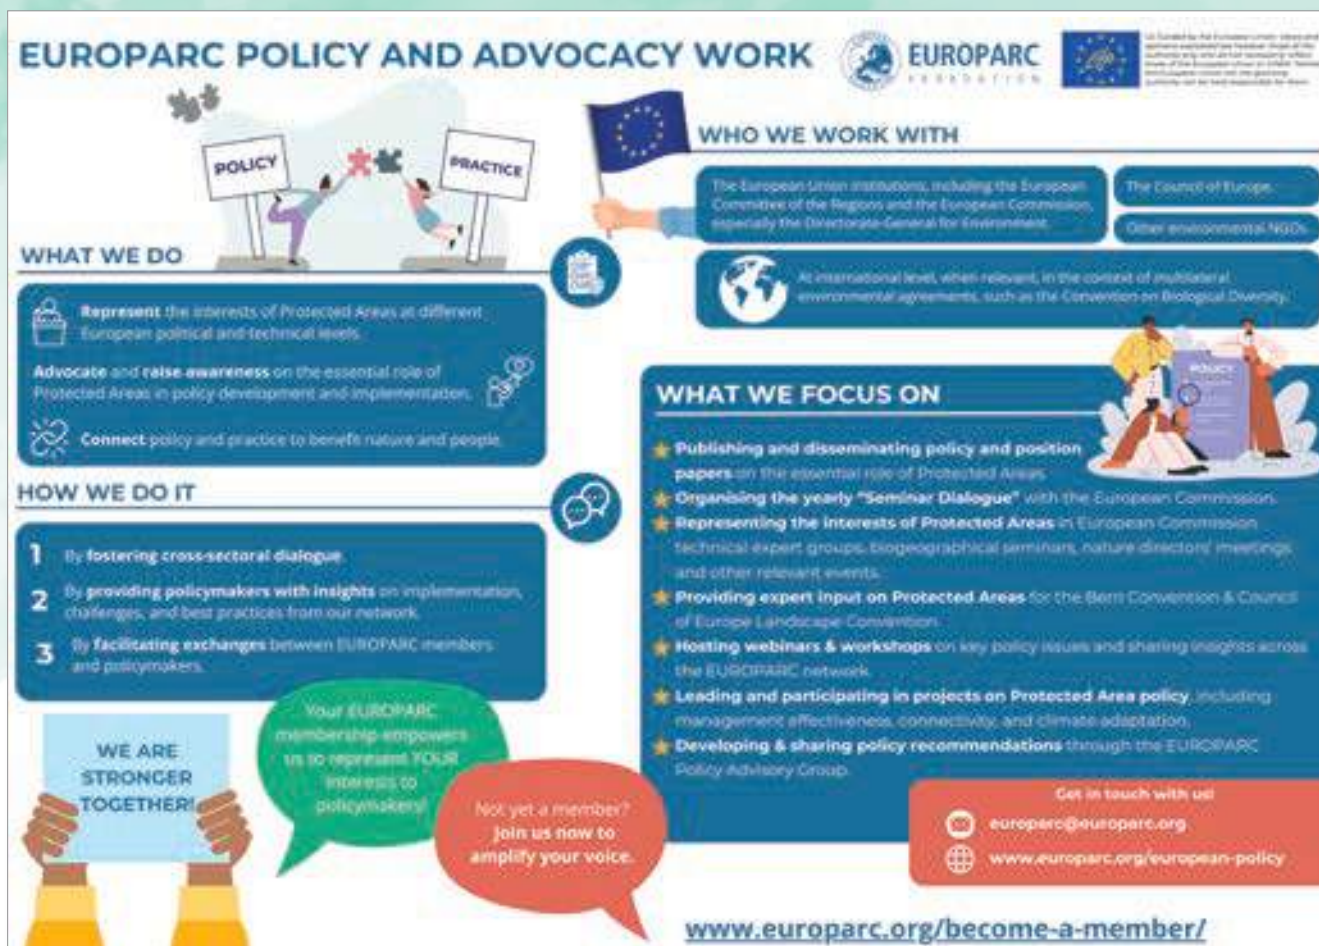 EUROPARC POLICY AND ADVOCACY WORK
EUROPARC
FEDERATION
POLICY
PRACTICE
WHAT WE DO
Represent the interests of Protected Areas at different
European political and technical levels.
Advocate and raise awareness on the essential role of
Protected Areas in policy development and implementation.
Connect policy and practice to benefit nature and people.
HOW WE DO IT
1 By fostering cross-sectoral dialogue.
2 By providing policymakers with insights on implementation,
challenges, and best practices from our network.
3 By facilitating exchanges between EUROPARC members
and policymakers.
WE ARE
STRONGER
TOGETHER!
Your EUROPARC
membership empowers
us to represent YOUR
interests to
policymakers!
Not yet a member?
Join us now to
amplify your voice.
WHO WE WORK WITH
The European Union institutions, including the European
Committee of the Regions and the European Commission,
especially the Directorate-General for Environment.
The Council of Europe.
Other environmental NGOs.
At international level, when relevant, in the context of multilateral
environmental agreements, such as the Convention on Biological Diversity.
POLICY
WHAT WE FOCUS ON
Publishing and disseminating policy and position
papers on the essential role of Protected Areas.
Organising the yearly "Seminar Dialogue" with the European Commission.
Representing the interests of Protected Areas in European Commission
technical expert groups, biogeographical seminars, nature directors' meetings
and other relevant events.
Providing expert input on Protected Areas for the Bern Convention & Council
of Europe Landscape Convention.
Hosting webinars & workshops on key policy issues and sharing insights across
the EUROPARC network.
Leading and participating in projects on Protected Area policy, including
management effectiveness, connectivity, and climate adaptation.
Developing & sharing policy recommendations through the EUROPARC
Policy Advisory Group.
Get in touch with us!
europarc@europarc.org
www.europarc.org/european-policy
www.europarc.org/become-a-member/